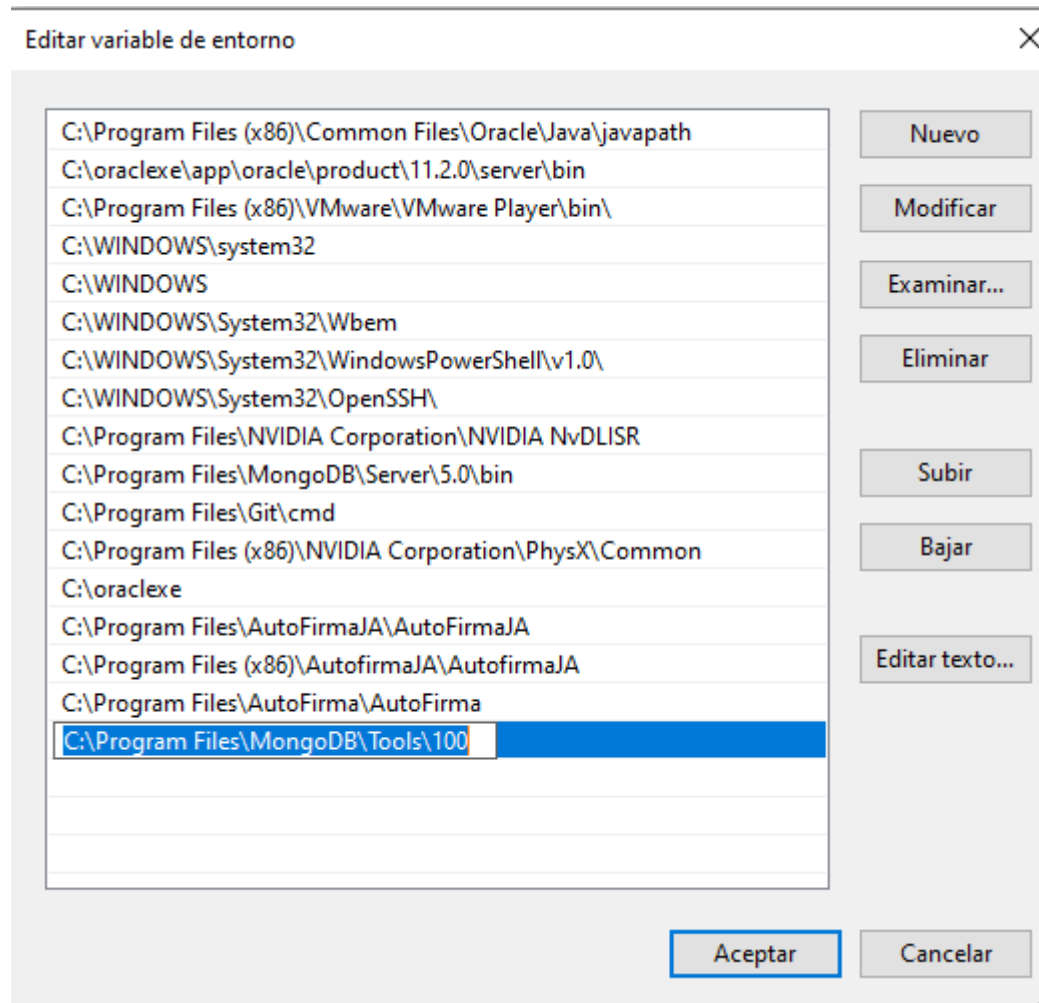 Editar variable de entorno
C:\Program Files (x86)\Common Files\Oracle\Java\javapath
Nuevo
C:\oraclexe\app\oracle\product\11.2.0\server\bin
C:\Program Files (x86)\VMware\VMware Player\bin\
Modificar
C:\WINDOWS\system32
C:\WINDOWS
Examinar...
C:\WINDOWS\System32\Wbem
C:\WINDOWS\System32\WindowsPowerShell\v1.0\
Eliminar
C:\WINDOWS\System32\OpenSSH\
C:\Program Files\NVIDIA Corporation\NVIDIA NvDLISR
C:\Program Files\MongoDB\Server\5.0\bin
Subir
C:\Program Files\Git\cmd
C:\Program Files (x86)\NVIDIA Corporation\PhysX\Common
Bajar
C:\oraclexe
C:\Program Files\AutoFirmaJA\AutoFirmaJA
C:\Program Files (x86)\AutofirmaJA\AutofirmaJA
Editar texto...
C:\Program Files\AutoFirma\AutoFirma
C:\Program Files\MongoDB\Tools\100
Aceptar
Cancelar